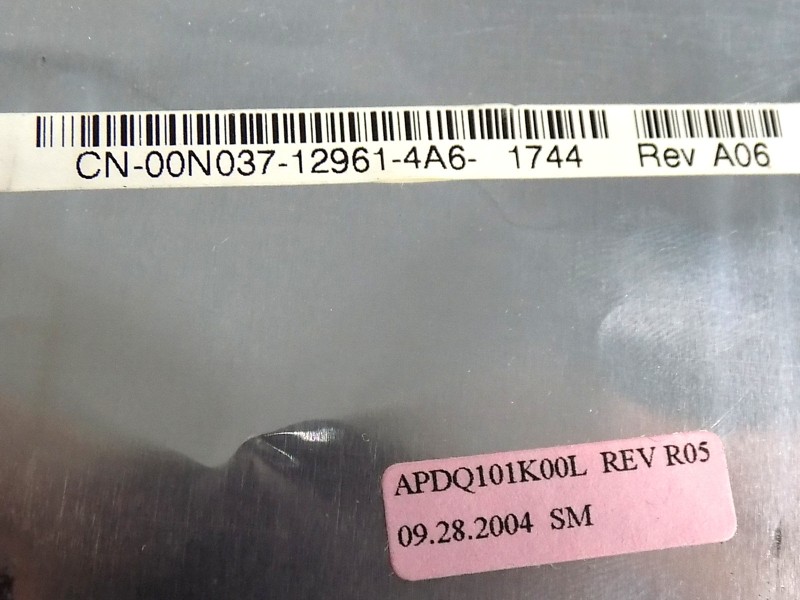 CN-00N037-12961-4A6- 1744 Rev A06
APDQ101K00L REV R05
09.28.2004 SM